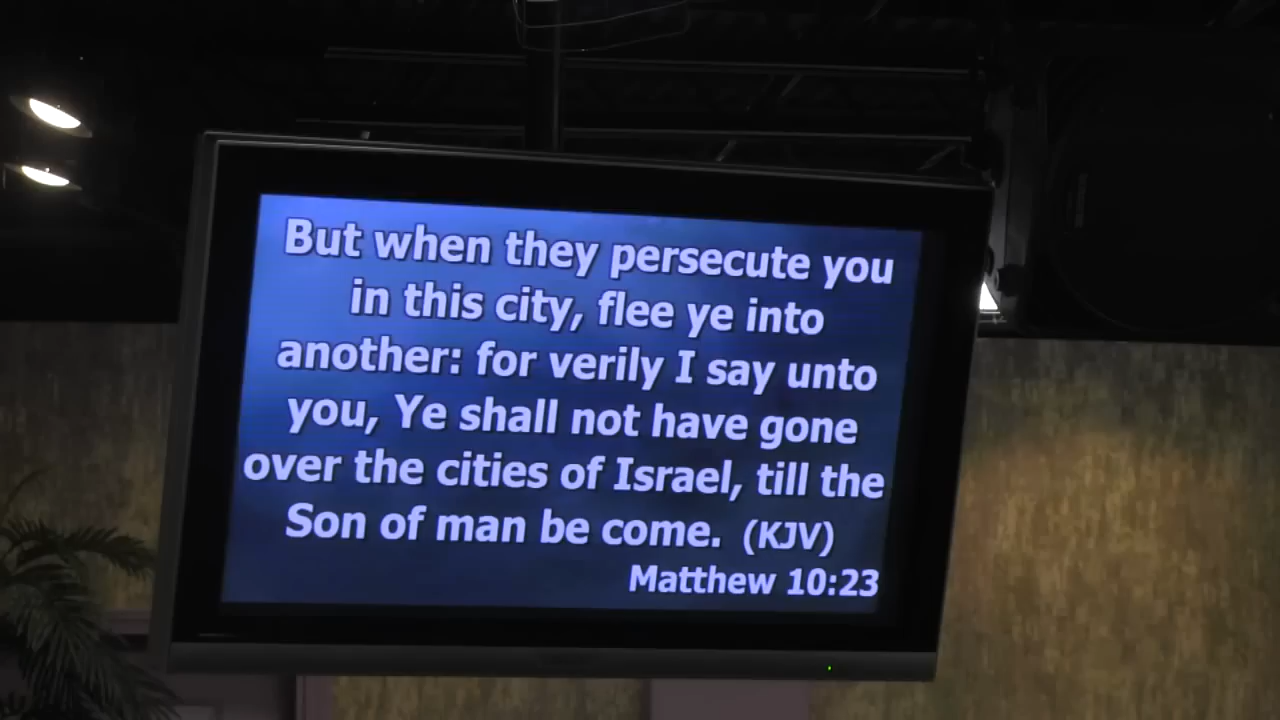 But when they persecute you
in this city, flee ye into
another: for verily I say unto
you, Ye shall not have gone
over the cities of Israel, till the
Son of man be come. (KJV)
Matthew 10:23